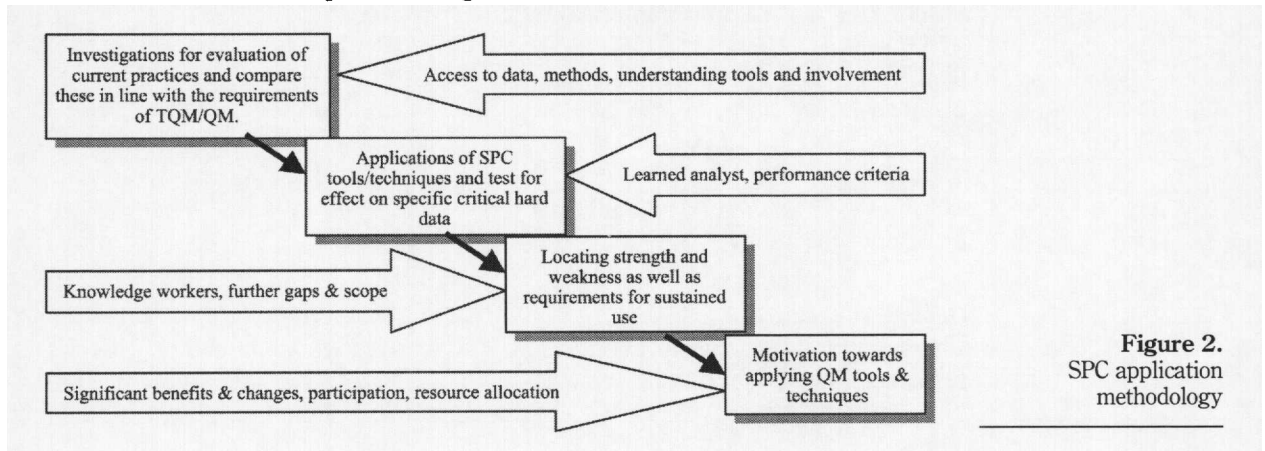 Investigations for evaluation of
current practices and compare
these in line with the requirements
of TQM/QM.
Access to data, methods, understanding tools and involvement
Applications of SPC
tools/techniques and test for
effect on specific critical hard
data
Learned analyst, performance criteria
Locating strength and
weakness as well as
requirements for sustained
use
Knowledge workers, further gaps & scope
Motivation towards
applying QM tools &
techniques
Significant benefits & changes, participation, resource allocation
Figure 2.
SPC application
methodology